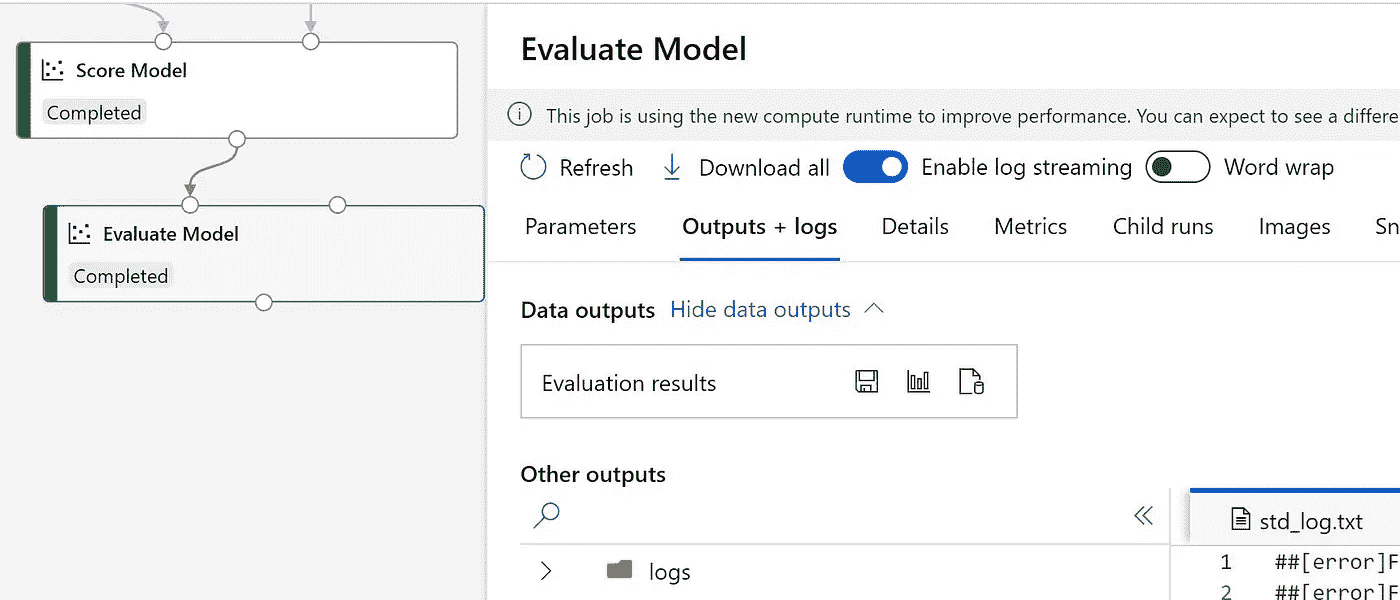 Score Model
Completed
Evaluate Model
Completed
Evaluate Model
This job is using the new compute runtime to improve performance. You can expect to see a
Refresh Download all Enable log streaming Word wrap
Parameters Outputs + logs Details Metrics Child runs Images
Data outputs Hide data outputs
Evaluation results
Other outputs
logs
std_log.txt
1 ##[error]F
2 ##[error]F